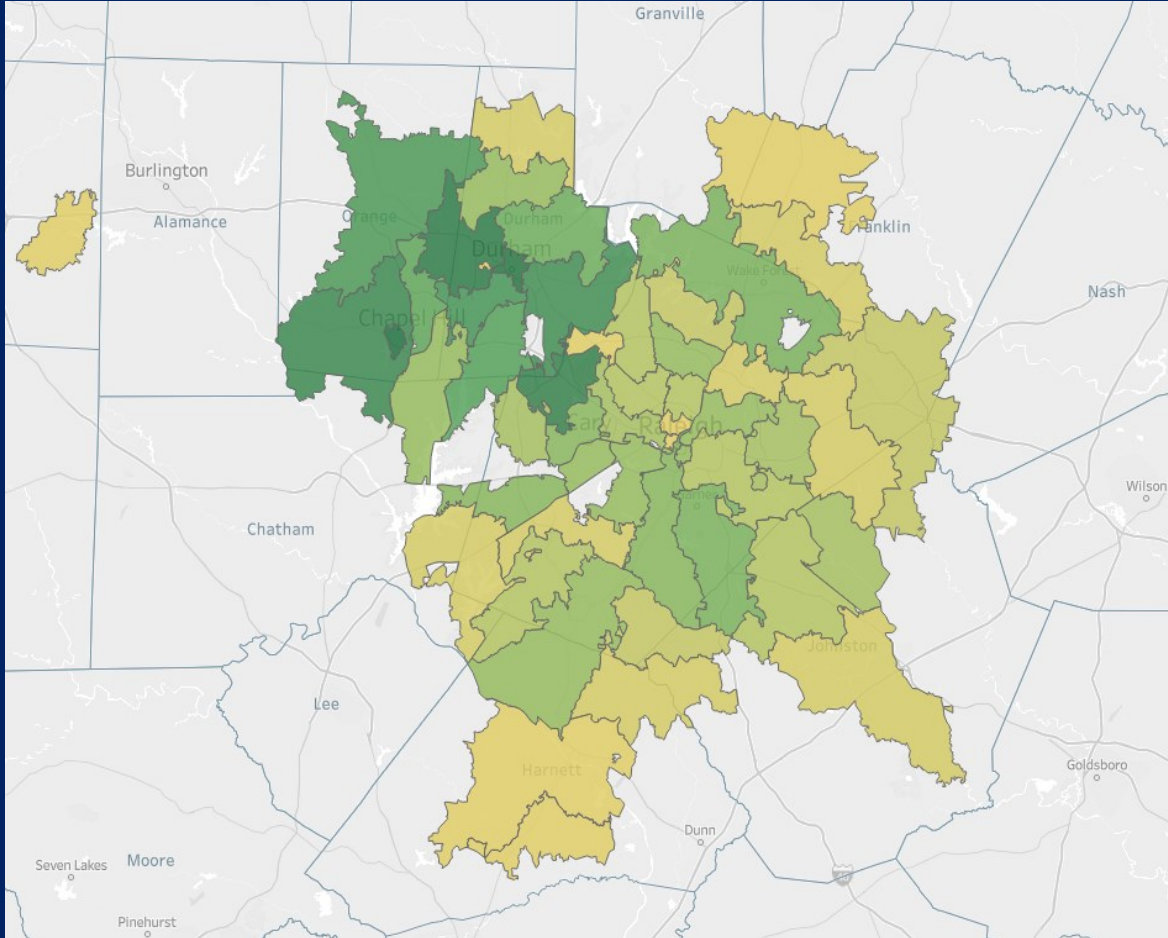 Granville
Burlington
Alamance
Orange
Durham
Durham
Franklin
Wake Forest
Nash
Chapel Hill
Cary
Raleigh
Wilson
Garner
Chatham
Johnston
Lee
Harnett
Goldsboro
Dunn
Seven Lakes
Moore
Pinehurst